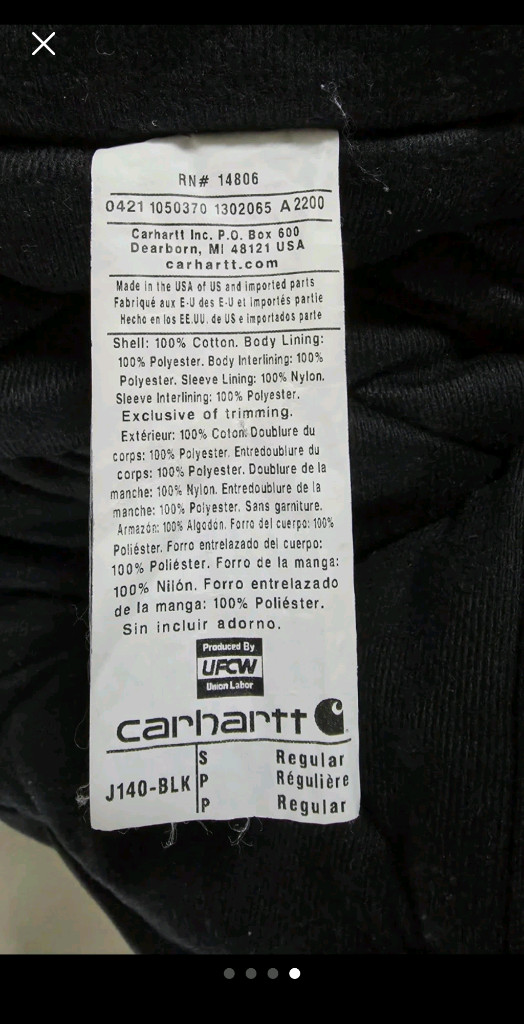 RN# 14806
0421 1050370 1302065 A 2200
Carhartt Inc. P.O. Box 600
Dearborn, MI 48121 USA
carhartt.com
Made in the USA of US and imported parts
Fabriqué aux E-U des E-U et importés partie
Hecho en los EE.UU. de US e importados parte
Shell: 100% Cotton. Body Lining:
100% Polyester. Body Interlining: 100%
Polyester. Sleeve Lining: 100% Nylon.
Sleeve Interlining: 100% Polyester.
Exclusive of trimming.
Extérieur: 100% Coton. Doublure du
corps: 100% Polyester. Entredoublure du
corps: 100% Polyester. Doublure de la
manche: 100% Nylon. Entredoublure de la
manche: 100% Polyester. Sans garniture.
Armazón: 100% Algodón. Forro del cuerpo: 100%
Poliéster. Forro entrelazado del cuerpo:
100% Poliéster. Forro de la manga:
100% Nilón. Forro entrelazado
de la manga: 100% Poliéster.
Sin incluir adorno.
Produced By
UFCW
Union Labor
carhartt
J140-BLK
S Regular
P Régulière
P Regular